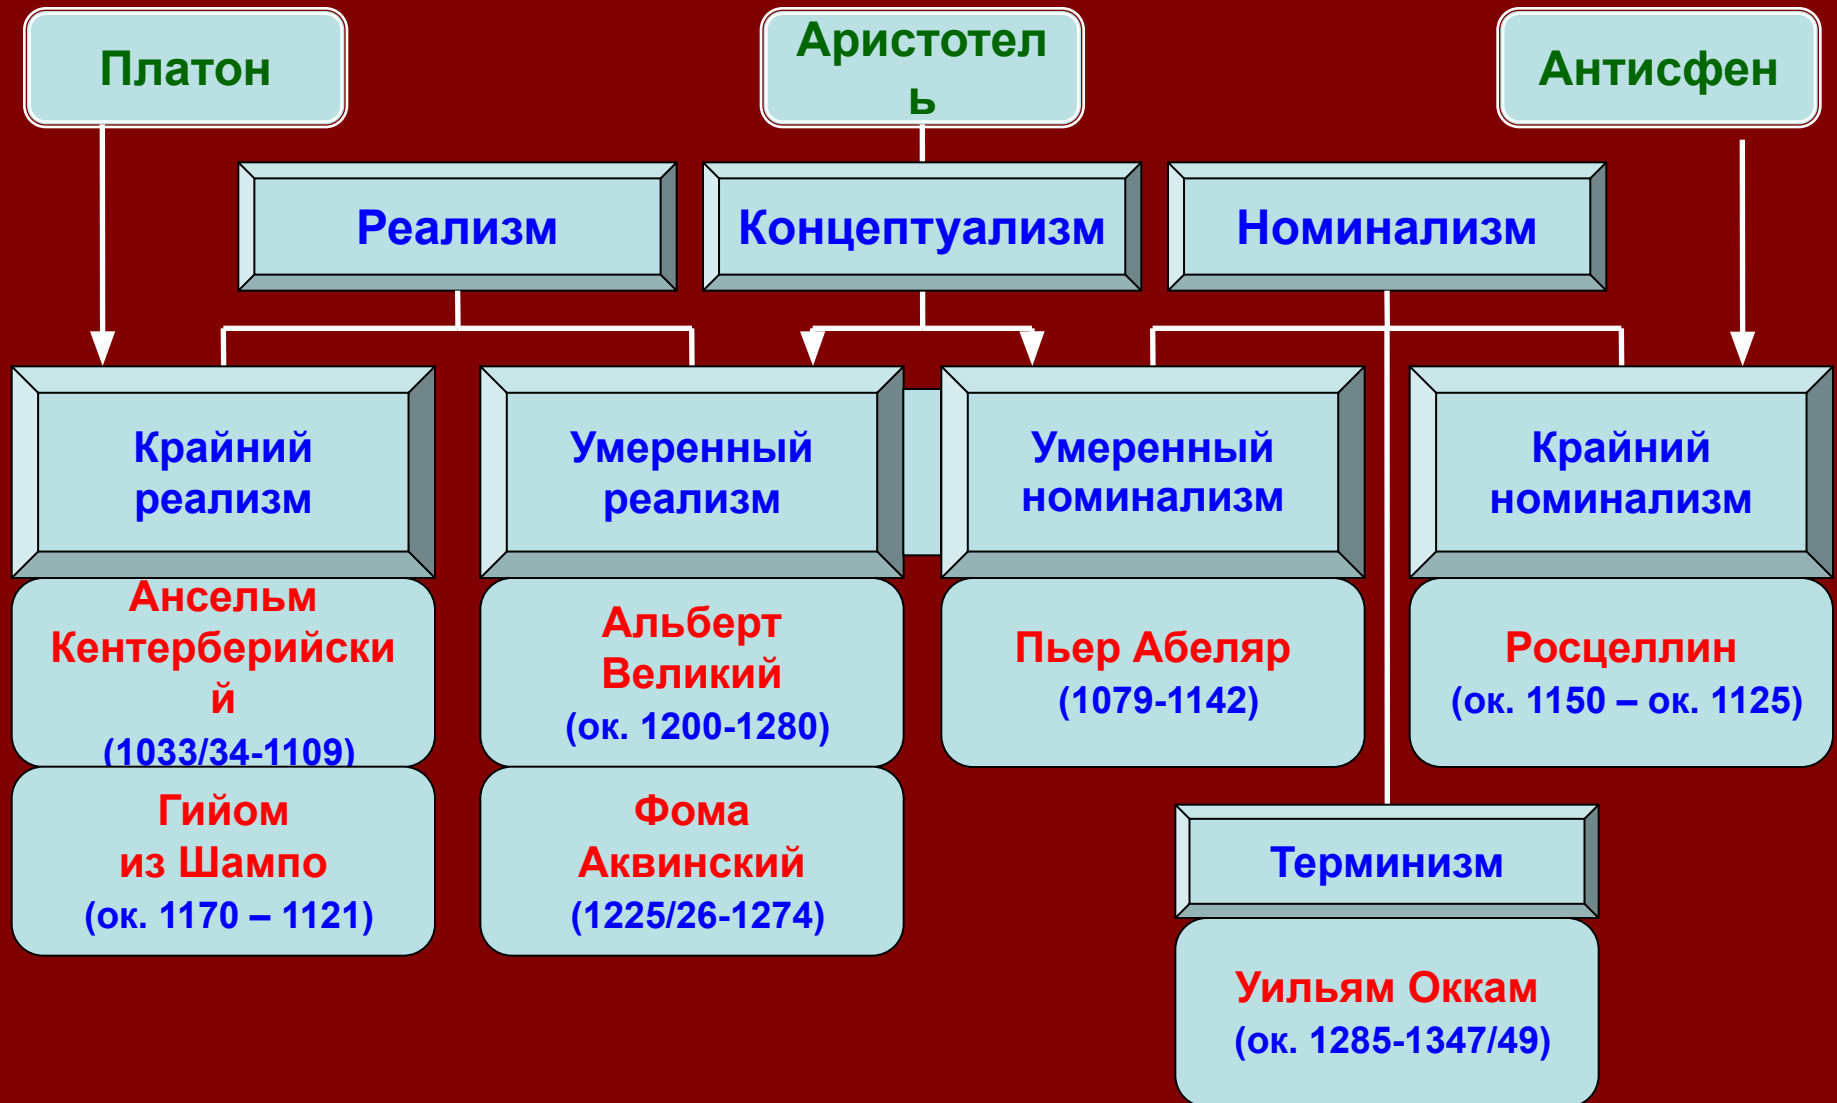 Платон
Аристотел
ь
Антисфен
Реализм
Концептуализм
Номинализм
Крайний
реализм
Умеренный
реализм
Умеренный
номинализм
Крайний
номинализм
Ансельм
Кентерберийски
й
(1033/34-1109)
Альберт
Великий
(ок. 1200-1280)
Пьер Абеляр
(1079-1142)
Росцеллин
(ок. 1150 – ок. 1125)
Гийом
из Шампо
(ок. 1170 – 1121)
Фома
Аквинский
(1225/26-1274)
Терминизм
Уильям Оккам
(ок. 1285-1347/49)